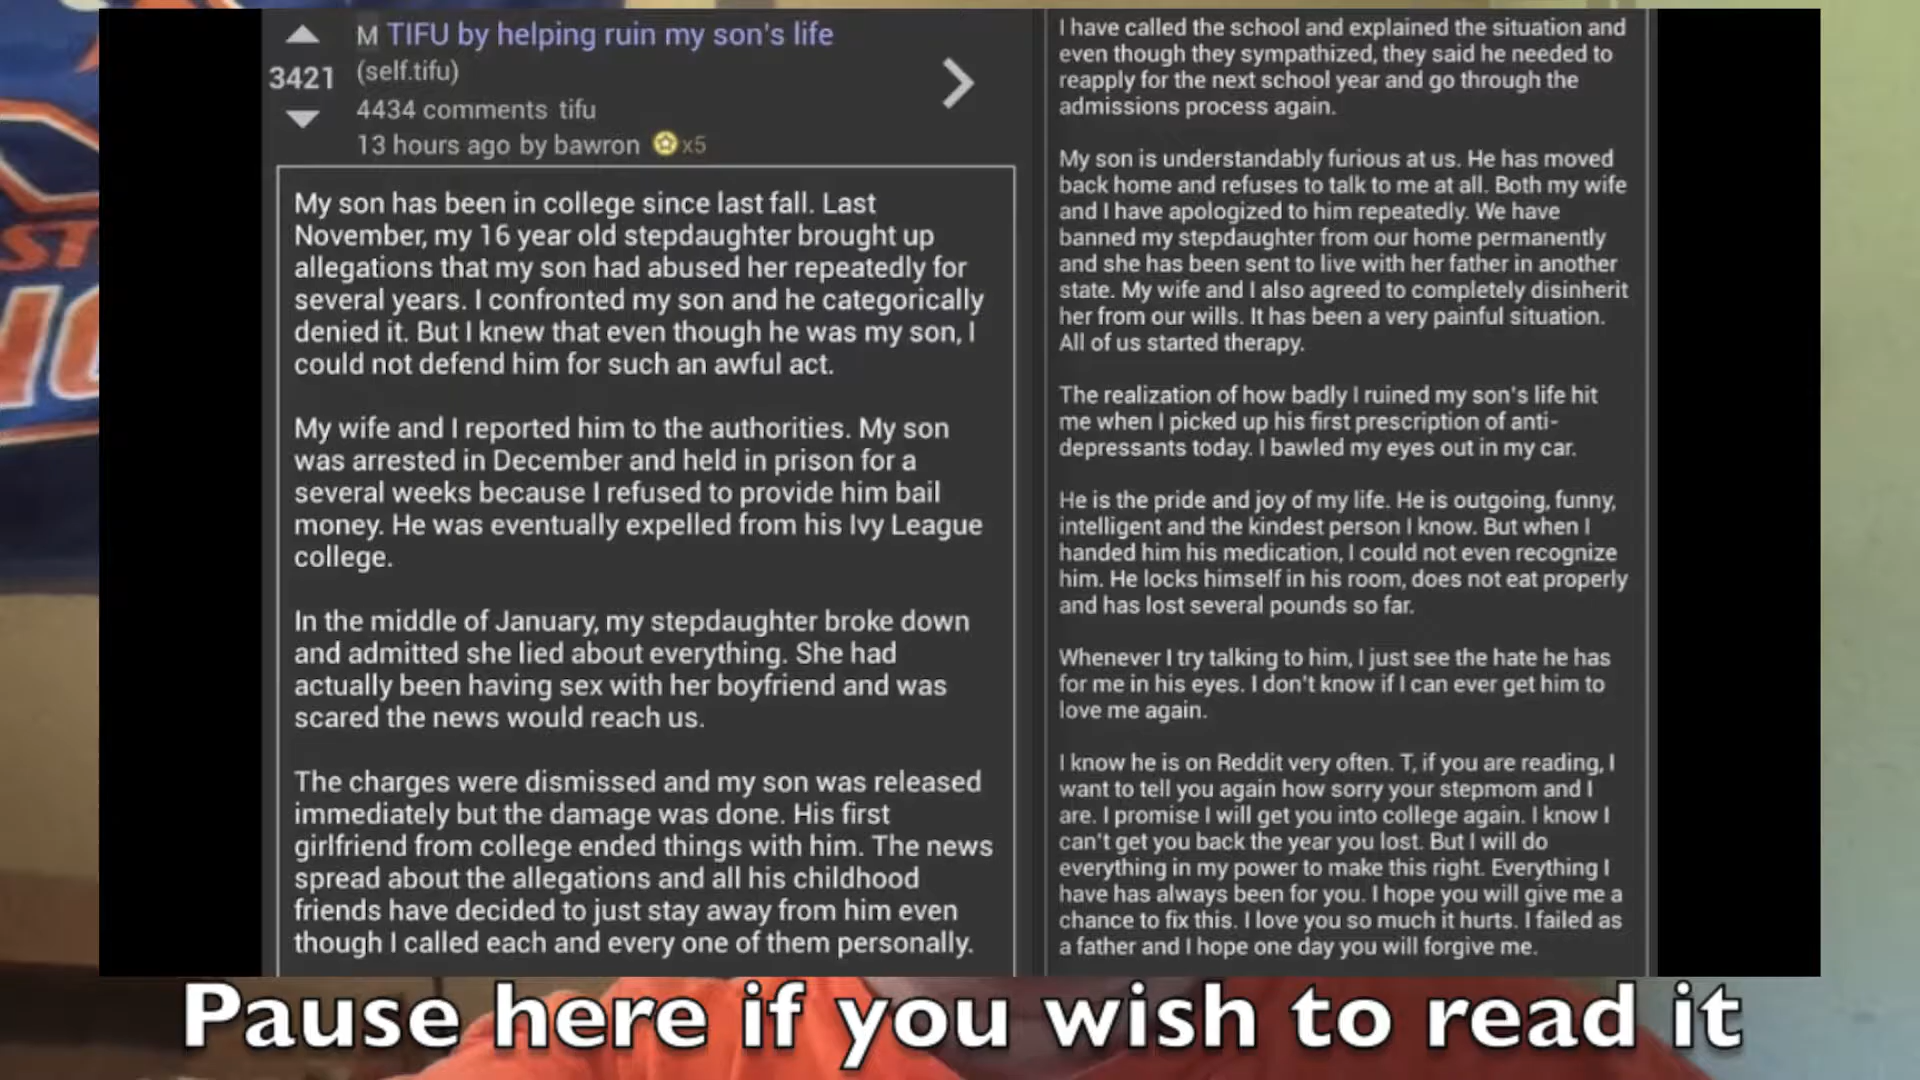 M TIFU by helping ruin my son's life
(self.tifu)
3421
4434 comments tifu
13 hours ago by bawron x5
My son has been in college since last fall. Last
November, my 16 year old stepdaughter brought up
allegations that my son had abused her repeatedly for
several years. I confronted my son and he categorically
denied it. But I knew that even though he was my son, I
could not defend him for such an awful act.
My wife and I reported him to the authorities. My son
was arrested in December and held in prison for a
several weeks because I refused to provide him bail
money. He was eventually expelled from his Ivy League
college.
In the middle of January, my stepdaughter broke down
and admitted she lied about everything. She had
actually been having sex with her boyfriend and was
scared the news would reach us.
The charges were dismissed and my son was released
immediately but the damage was done. His first
girlfriend from college ended things with him. The news
spread about the allegations and all his childhood
friends have decided to just stay away from him even
though I called each and every one of them personally.
I have called the school and explained the situation and
even though they sympathized, they said he needed to
reapply for the next school year and go through the
admissions process again.
My son is understandably furious at us. He has moved
back home and refuses to talk to me at all. Both my wife
and I have apologized to him repeatedly. We have
banned my stepdaughter from our home permanently
and she has been sent to live with her father in another
state. My wife and I also agreed to completely disinherit
her from our wills. It has been a very painful situation.
All of us started therapy.
The realization of how badly I ruined my son's life hit
me when I picked up his first prescription of anti-
depressants today. I bawled my eyes out in my car.
He is the pride and joy of my life. He is outgoing, funny,
intelligent and the kindest person I know. But when I
handed him his medication, I could not even recognize
him. He locks himself in his room, does not eat properly
and has lost several pounds so far.
Whenever I try talking to him, I just see the hate he has
for me in his eyes. I don't know if I can ever get him to
love me again.
I know he is on Reddit very often. T, if you are reading, I
want to tell you again how sorry your stepmom and I
are. I promise I will get you into college again. I know I
can't get you back the year you lost. But I will do
everything in my power to make this right. Everything I
have has always been for you. I hope you will give me a
chance to fix this. I love you so much it hurts. I failed as
a father and I hope one day you will forgive me.
Pause here if you wish to read it